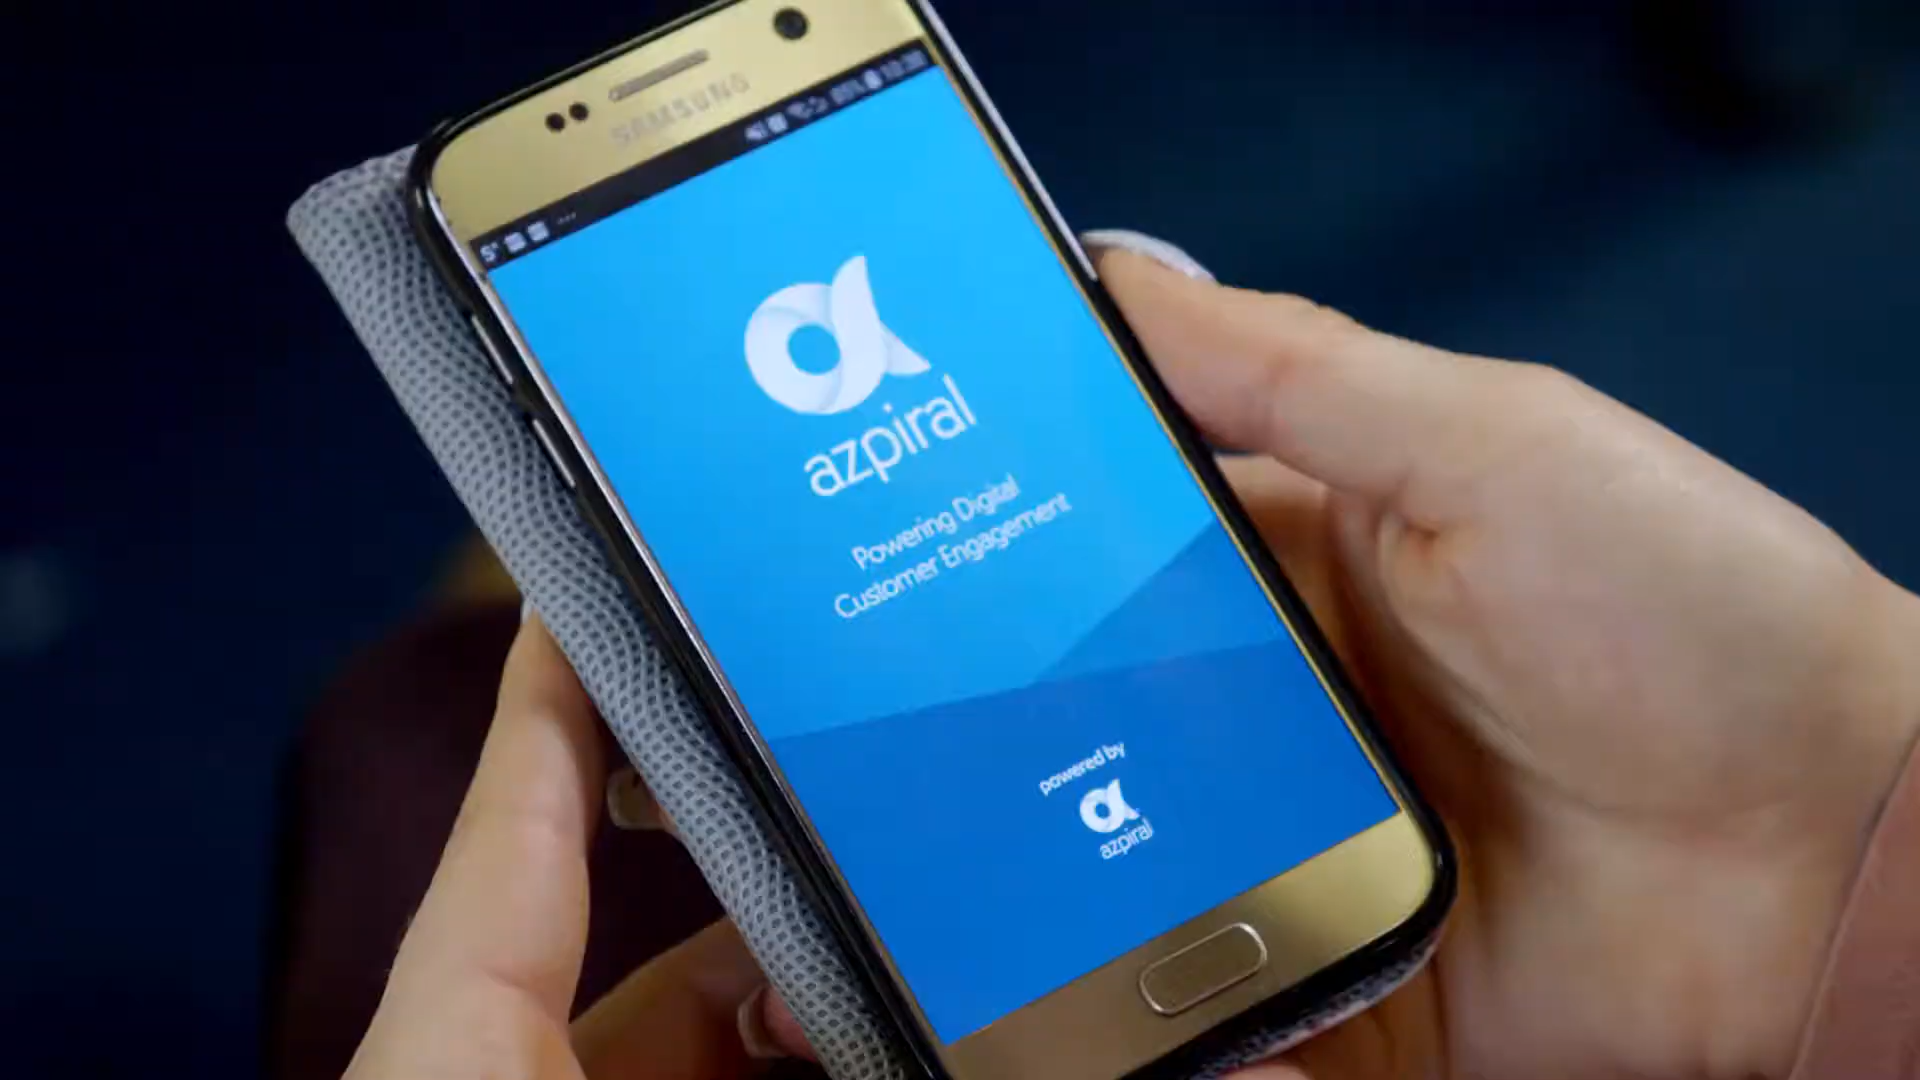 SAMSUNG
azpiral
Powering Digital
Customer Engagement
powered by
azpiral